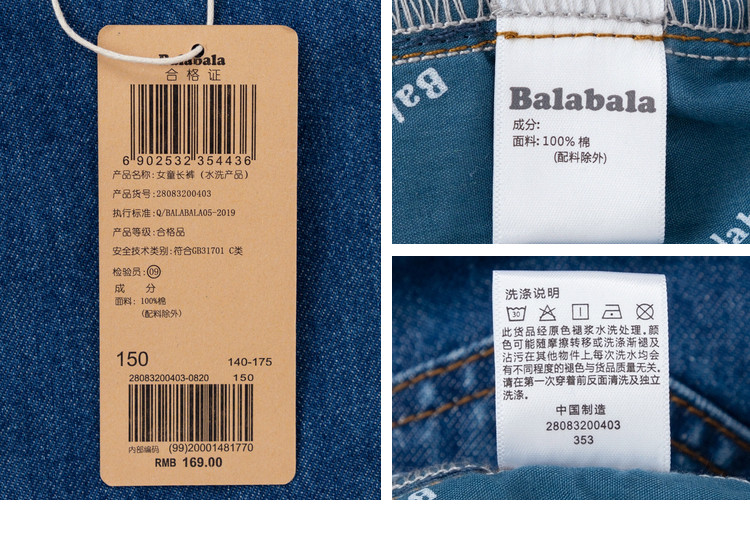 Balabala
合格证
6 902532 354436
产品名称:女童长裤 (水洗产品)
产品货号:28083200403
执行标准:Q/BALABALA05-2019
产品等级:合格品
安全技术类别:符合GB31701 C类
检验员:09
成 分
面料: 100%棉
(配料除外)
150 140-175
28083200403-0820 150
内部编码 (99)20001481770
RMB 169.00
Balabala
成分:
面料: 100% 棉
(配料除外)
Bal
洗涤说明
30
此货品经原色褪浆水洗处理,颜
色可能随摩擦转移或洗涤渐褪及
沾污在其他物件上,每次洗水均会
有不同程度的褪色与货品质量无关.
请在第一次穿着前反面清洗及独立
洗涤.
中国制造
28083200403
353